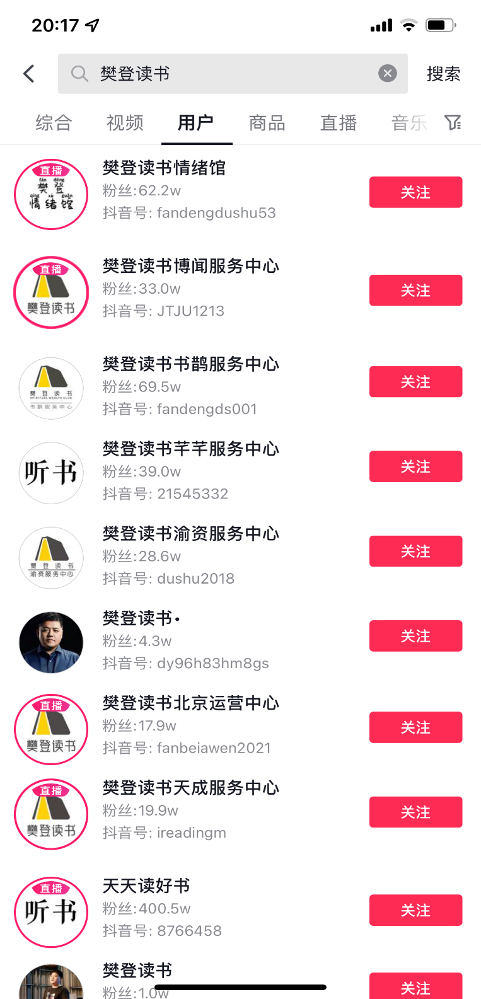 20:17
樊登读书
搜索
综合 视频 用户 商品 直播 音乐
直播
fán dēng
樊 登
qíng xù guǎn
情 绪 馆
樊登读书情绪馆
粉丝:62.2w
抖音号: fandengdushu53
关注
直播
樊登读书
樊登读书博闻服务中心
粉丝:33.0w
抖音号: JTJU1213
关注
樊 登 读 书
SPIRITUAL WEALTH CLUB
书鹊服务中心
樊登读书书鹊服务中心
粉丝:69.5w
抖音号: fandengds001
关注
听书
樊登读书芊芊服务中心
粉丝:39.0w
抖音号: 21545332
关注
樊 登 读 书
渝资服务中心
樊登读书渝资服务中心
粉丝:28.6w
抖音号: dushu2018
关注
樊登读书•
粉丝:4.3w
抖音号: dy96h83hm8gs
关注
直播
樊登读书
樊登读书北京运营中心
粉丝:17.9w
抖音号: fanbeiawen2021
关注
直播
樊登读书
樊登读书天成服务中心
粉丝:19.9w
抖音号: ireadingm
关注
直播
听书
天天读好书
粉丝:400.5w
抖音号: 8766458
关注
樊登读书
粉丝:1.0w
关注